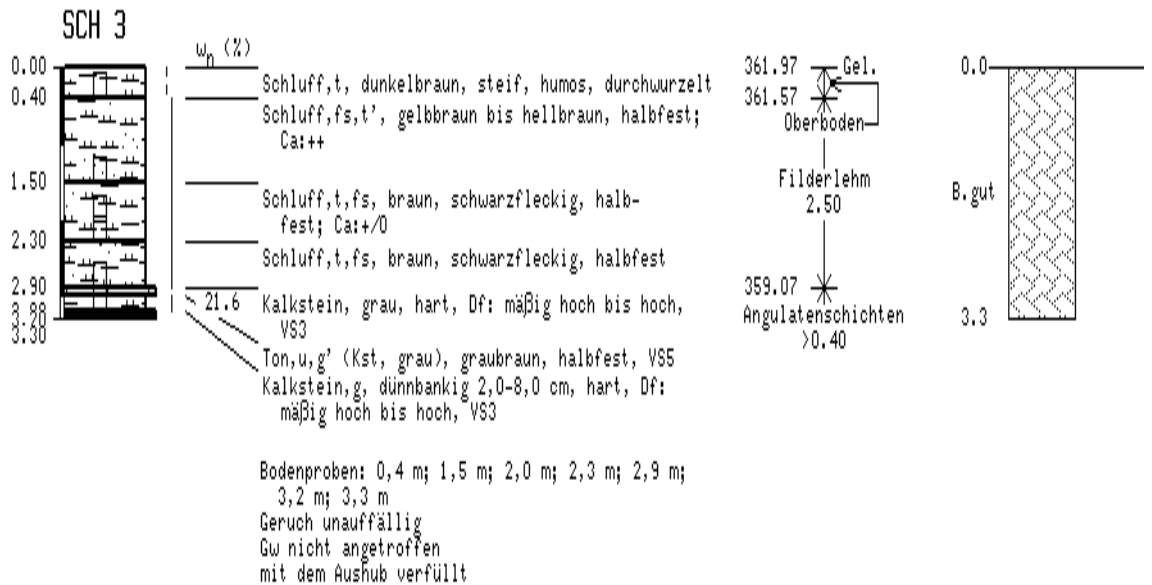 SCH 3
wn (%)
0.00
0.40
1.50
2.30
2.90
3.30
21.6
Schluff,t, dunkelbraun, steif, humos, durchwurzelt
Schluff,fs,t', gelbbraun bis hellbraun, halbfest;
Ca:++
Schluff,t,fs, braun, schwarzfleckig, halb-
fest; Ca:+/0
Schluff,t,fs, braun, schwarzfleckig, halbfest
Kalkstein, grau, hart, Df: mäßig hoch bis hoch,
VS3
Ton,u,g' (Kst, grau), graubraun, halbfest, VS5
Kalkstein,g, dünnbankig 2,0-8,0 cm, hart, Df:
mäßig hoch bis hoch, VS3
Bodenproben: 0,4 m; 1,5 m; 2,0 m; 2,3 m; 2,9 m;
3,2 m; 3,3 m
Geruch unauffällig
Gw nicht angetroffen
mit dem Aushub verfüllt
361.97 Gel.
361.57
Oberboden
Filderlehm
2.50
359.07
Angulatenschichten
>0.40
0.0
B.gut
3.3